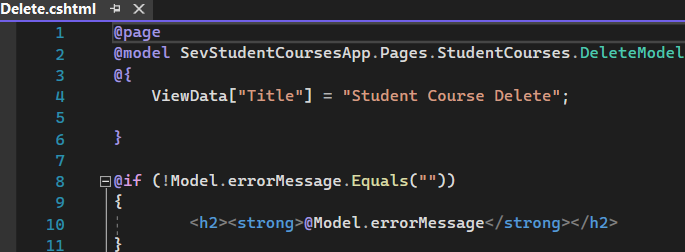 Delete.cshtml
1 @page
2 @model SevStudentCoursesApp.Pages.StudentCourses.DeleteModel
3 @{
4 ViewData["Title"] = "Student Course Delete";
5
6 }
7
8 @if (!Model.errorMessage.Equals(""))
9 {
10 <h2><strong>@Model.errorMessage</strong></h2>
11 }